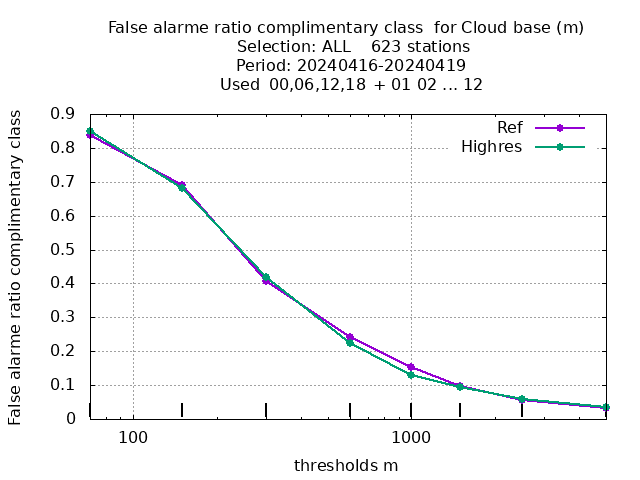 False alarme ratio complimentary class  for Cloud base (m)
Selection: ALL    623 stations
Period: 20240416-20240419
Used  00,06,12,18  + 01 02 ... 12
False alarme ratio complimentary class
0.9
0.8
0.7
0.6
0.5
0.4
0.3
0.2
0.1
0
Ref
Highres
100
1000
thresholds m